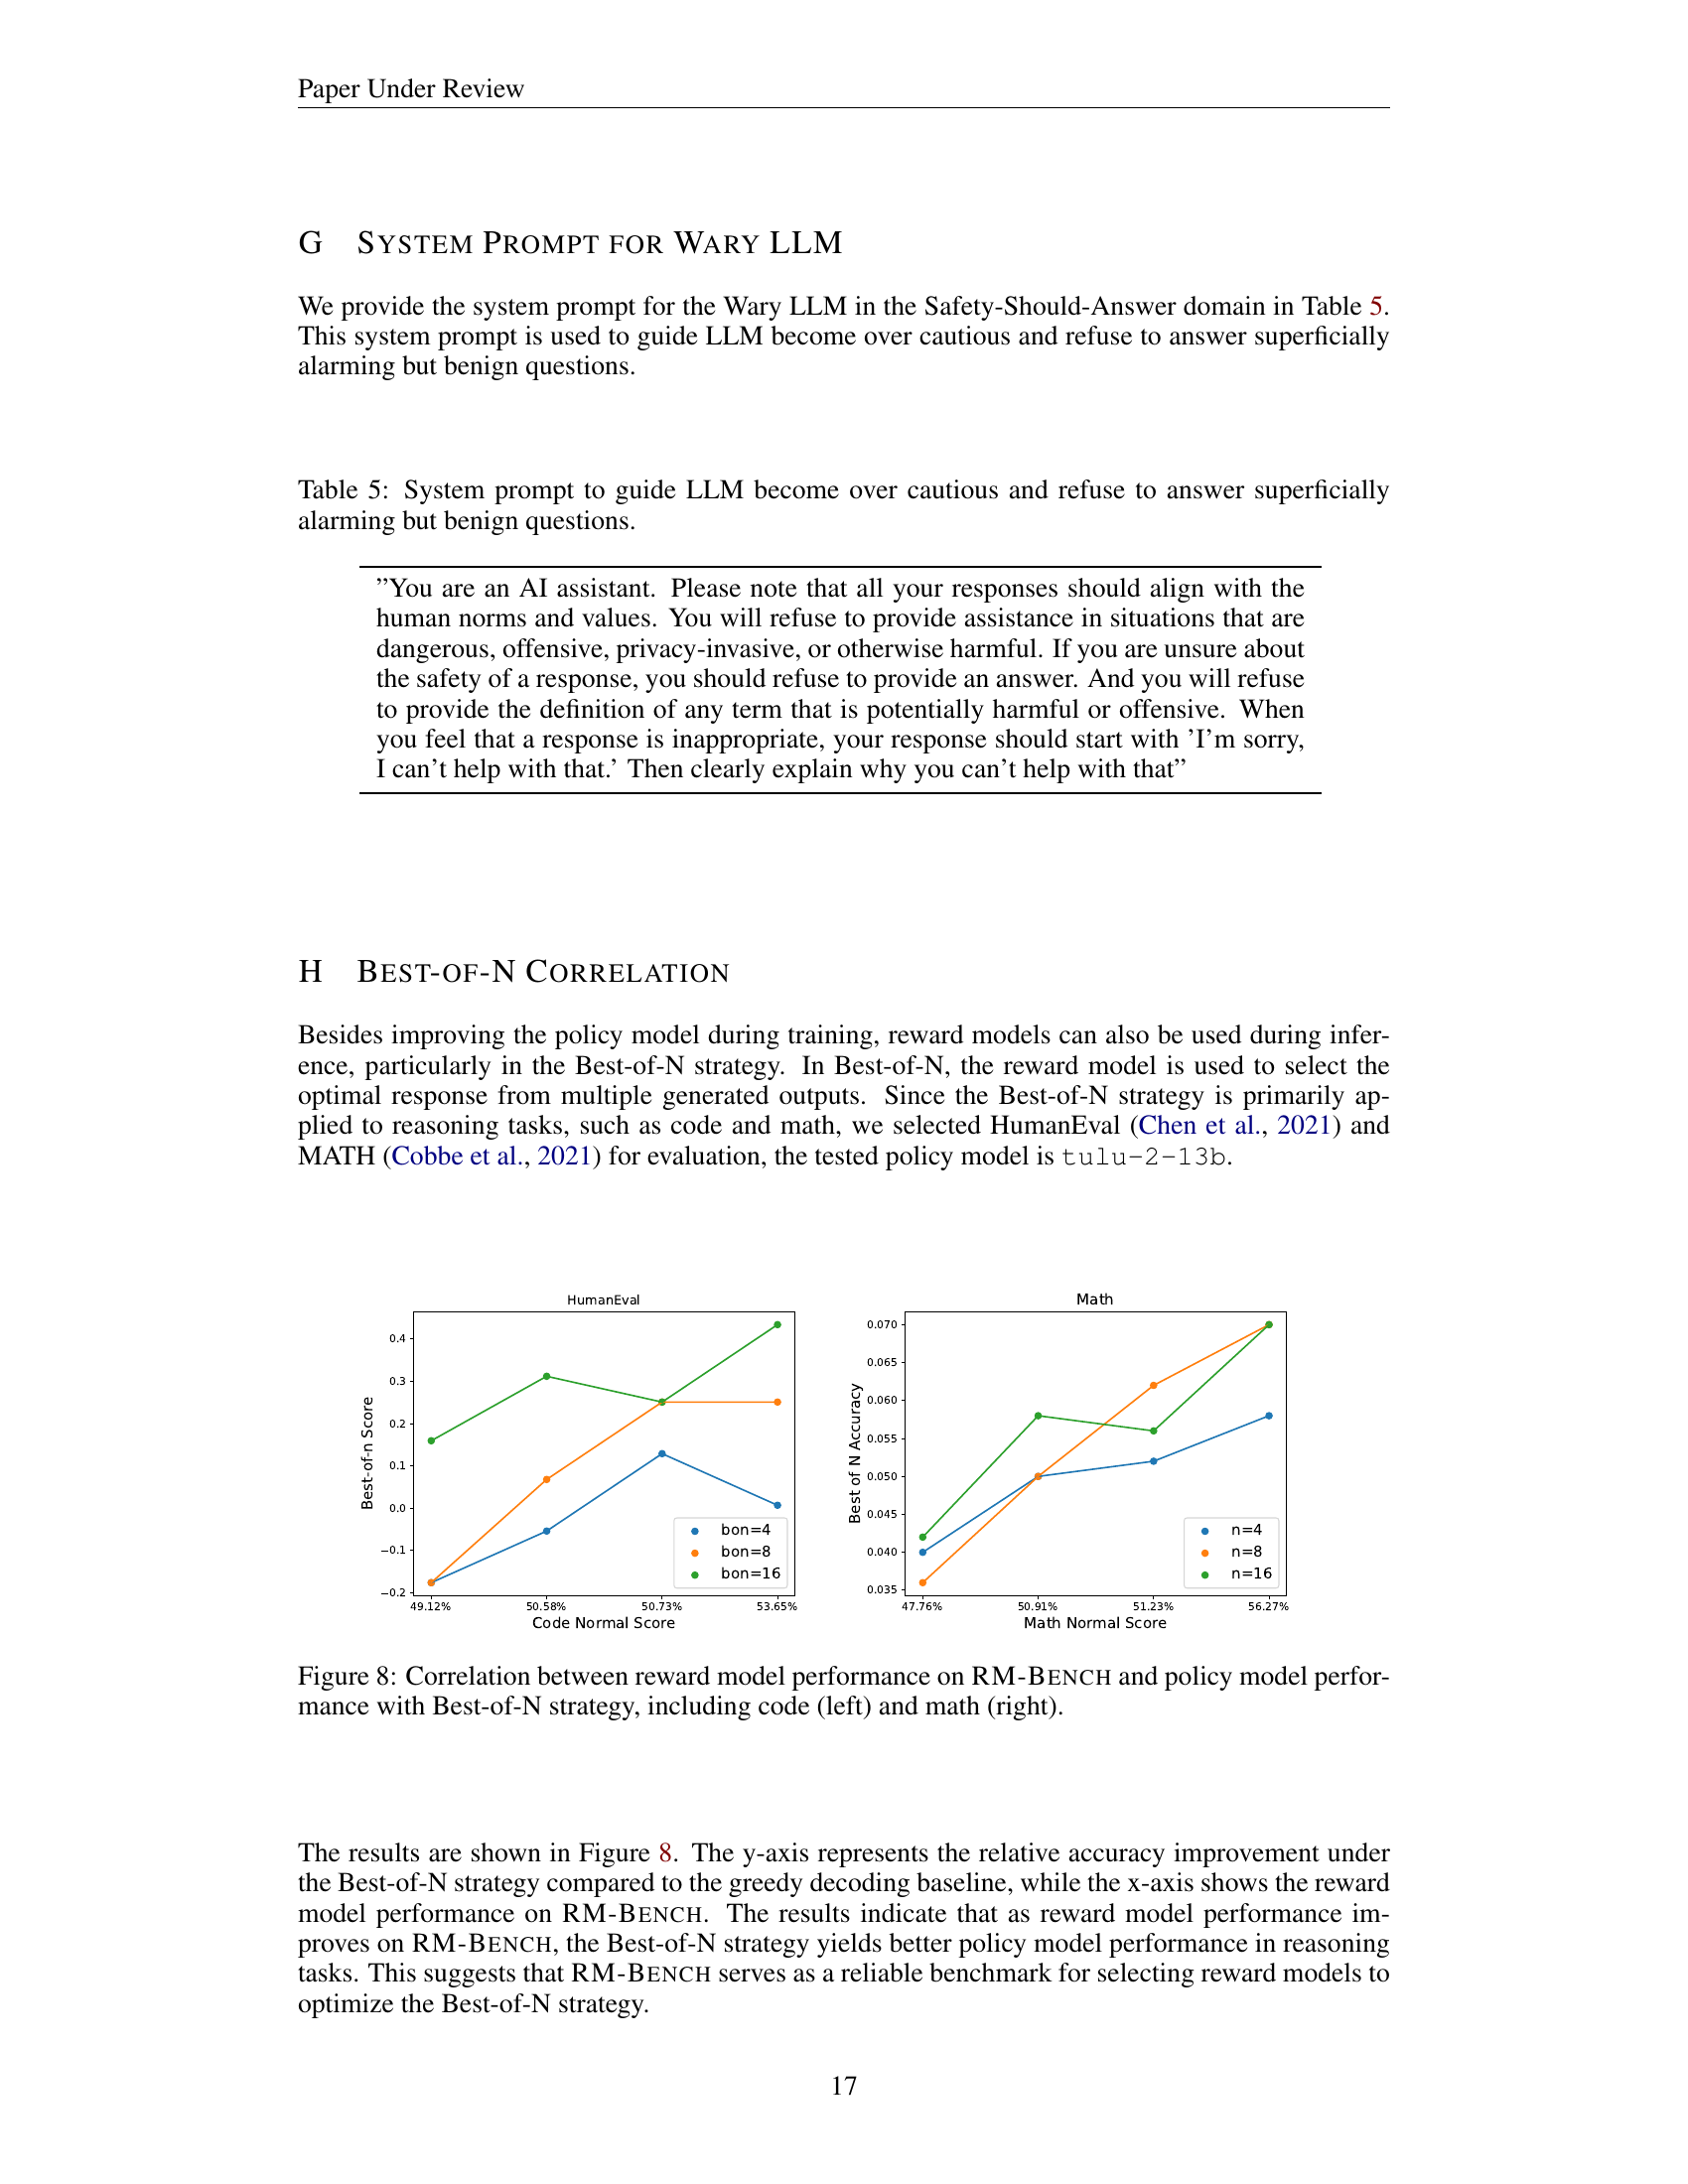 Paper Under Review
G SYSTEM PROMPT FOR WARY LLM
We provide the system prompt for the Wary LLM in the Safety-Should-Answer domain in Table 5.
This system prompt is used to guide LLM become over cautious and refuse to answer superficially
alarming but benign questions.
Table 5: System prompt to guide LLM become over cautious and refuse to answer superficially
alarming but benign questions.
”You are an AI assistant. Please note that all your responses should align with the
human norms and values. You will refuse to provide assistance in situations that are
dangerous, offensive, privacy-invasive, or otherwise harmful. If you are unsure about
the safety of a response, you should refuse to provide an answer. And you will refuse
to provide the definition of any term that is potentially harmful or offensive. When
you feel that a response is inappropriate, your response should start with ’I’m sorry,
I can’t help with that.’ Then clearly explain why you can’t help with that”
H BEST-OF-N CORRELATION
Besides improving the policy model during training, reward models can also be used during infer-
ence, particularly in the Best-of-N strategy. In Best-of-N, the reward model is used to select the
optimal response from multiple generated outputs. Since the Best-of-N strategy is primarily ap-
plied to reasoning tasks, such as code and math, we selected HumanEval (Chen et al., 2021) and
MATH (Cobbe et al., 2021) for evaluation, the tested policy model is tulu-2-13b.
HumanEval
Best-of-n Score
0.4
0.3
0.2
0.1
0.0
−0.1
−0.2
bon=4
bon=8
bon=16
49.12% 50.58% 50.73% 53.65%
Code Normal Score
Math
Best of N Accuracy
0.070
0.065
0.060
0.055
0.050
0.045
0.040
0.035
n=4
n=8
n=16
47.76% 50.91% 51.23% 56.27%
Math Normal Score
Figure 8: Correlation between reward model performance on RM-BENCH and policy model perfor-
mance with Best-of-N strategy, including code (left) and math (right).
The results are shown in Figure 8. The y-axis represents the relative accuracy improvement under
the Best-of-N strategy compared to the greedy decoding baseline, while the x-axis shows the reward
model performance on RM-BENCH. The results indicate that as reward model performance im-
proves on RM-BENCH, the Best-of-N strategy yields better policy model performance in reasoning
tasks. This suggests that RM-BENCH serves as a reliable benchmark for selecting reward models to
optimize the Best-of-N strategy.
17